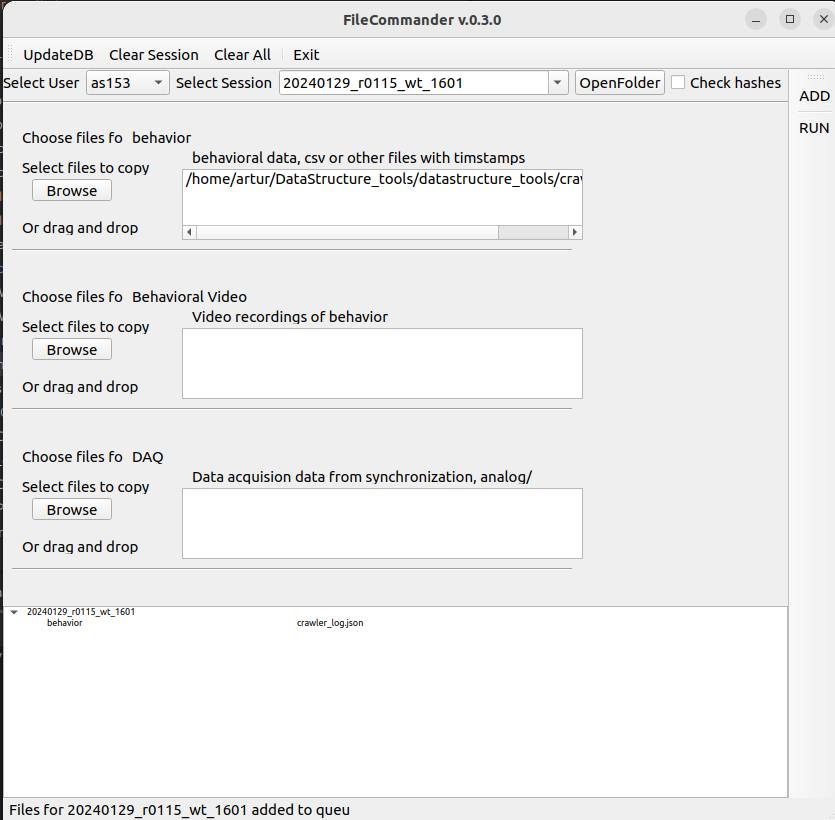 FileCommander v.0.3.0
UpdateDB Clear Session Clear All Exit
Select User as153 Select Session 20240129_r0115_wt_1601 OpenFolder Check hashes
ADD
RUN
Choose files fo behavior
behavioral data, csv or other files with timstamps
Select files to copy
/home/artur/DataStructure_tools/datastructure_tools/crav
Browse
Or drag and drop
Choose files fo Behavioral Video
Video recordings of behavior
Select files to copy
Browse
Or drag and drop
Choose files fo DAQ
Data acquision data from synchronization, analog/
Select files to copy
Browse
Or drag and drop
20240129_r0115_wt_1601
behavior crawler_log.json
Files for 20240129_r0115_wt_1601 added to queu